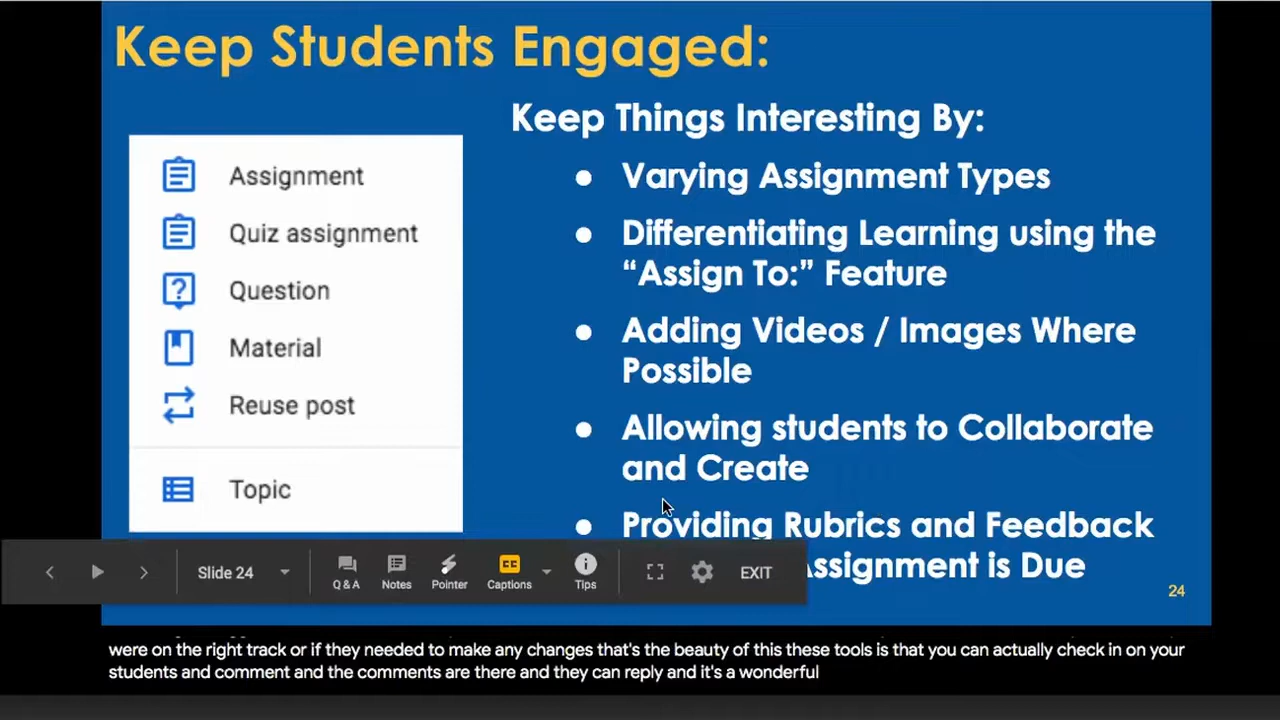 Keep Students Engaged:
Keep Things Interesting By:
Assignment
Quiz assignment
Question
Material
Reuse post
Topic
● Varying Assignment Types
● Differentiating Learning using the
“Assign To:” Feature
● Adding Videos / Images Where
Possible
● Allowing students to Collaborate
and Create
● Providing Rubrics and Feedback
Assignment is Due
24
Slide 24
Q & A
Notes
Pointer
CC
Captions
Tips
EXIT
were on the right track or if they needed to make any changes that's the beauty of this these tools is that you can actually check in on your
students and comment and the comments are there and they can reply and it's a wonderful